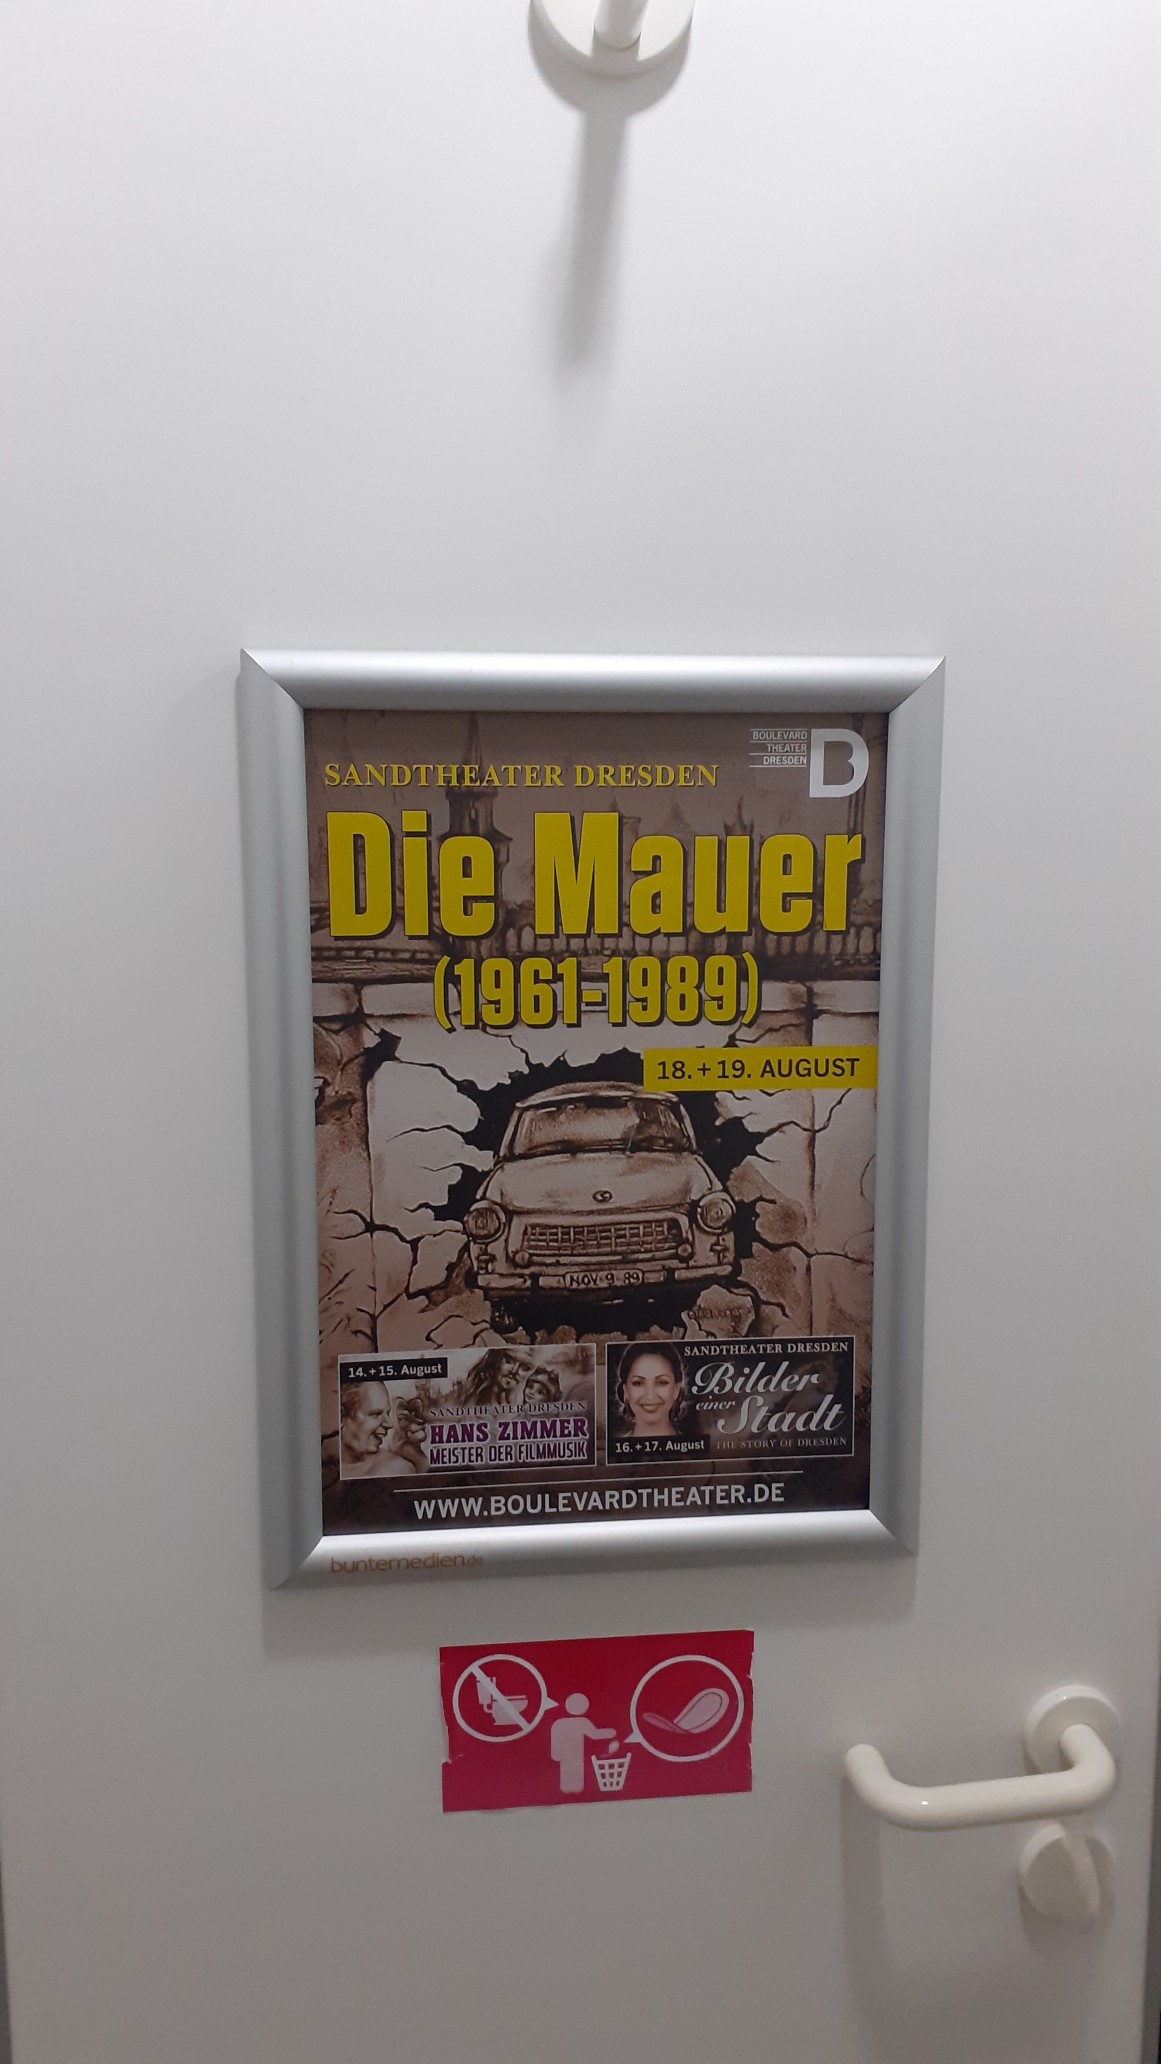 BOULEVARD
THEATER
DRESDEN
B
SANDTHEATER DRESDEN
Die Mauer
(1961-1989)
18.+19. AUGUST
NOV 9 89
14.+15. August
SANDTHEATER DRESDEN
HANS ZIMMER
MEISTER DER FILMMUSIK
SANDTHEATER DRESDEN
Bilder
einer
Stadt
16.+17. August
THE STORY OF DRESDEN
WWW.BOULEVARDTHEATER.DE
buntemedien.de